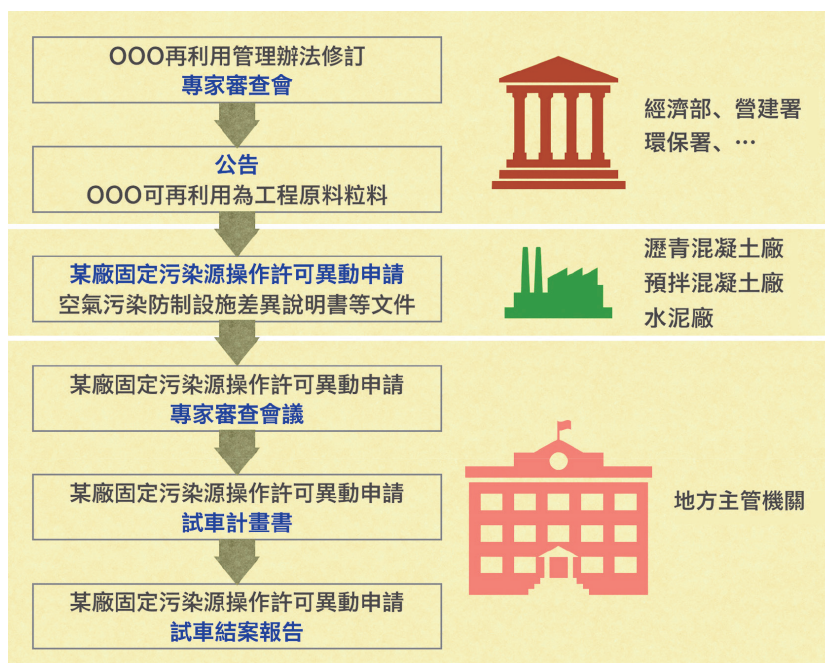 OOO再利用管理辦法修訂
專家審查會
經濟部、營建署
環保署、…
公告
OOO可再利用為工程原料粒料
某廠固定污染源操作許可異動申請
空氣污染防制設施差異說明書等文件
瀝青混凝土廠
預拌混凝土廠
水泥廠
某廠固定污染源操作許可異動申請
專家審查會議
某廠固定污染源操作許可異動申請
試車計畫書
地方主管機關
某廠固定污染源操作許可異動申請
試車結案報告